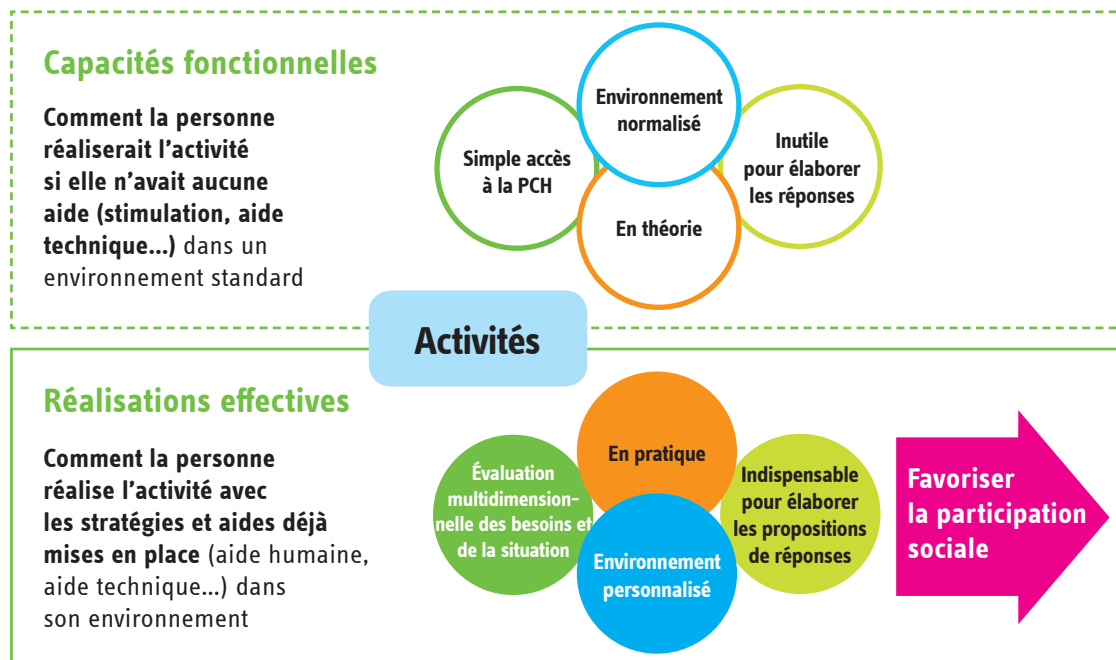 Capacités fonctionnelles
Comment la personne
réaliserait l’activité
si elle n’avait aucune
aide (stimulation, aide
technique...) dans un
environnement standard
Simple accès
à la PCH
Environnement
normalisé
En théorie
Inutile
pour élaborer
les réponses
Activités
Réalisations effectives
Comment la personne
réalise l’activité avec
les stratégies et aides déjà
mises en place (aide humaine,
aide technique...) dans
son environnement
Évaluation
multidimension-
nelle des besoins et
de la situation
En pratique
Environnement
personnalisé
Indispensable
pour élaborer
les propositions
de réponses
Favoriser
la participation
sociale